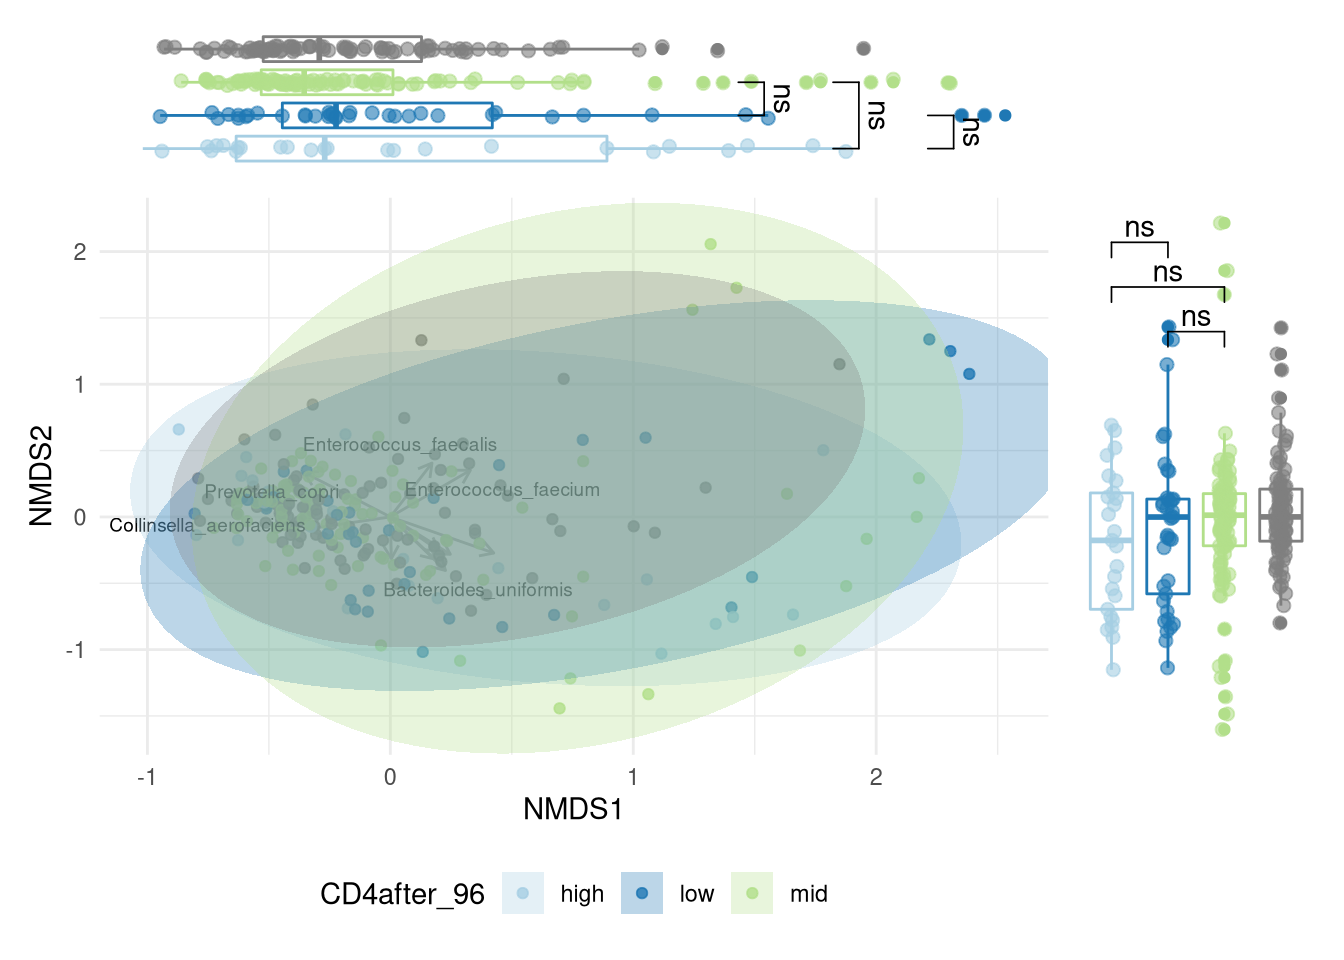 ns
ns
ns
ns
ns
ns
2
1
0
-1
NMDS2
Enterococcus_faecalis
Prevotella_copri
Enterococcus_faecium
Collinsella_aerofaciens
Bacteroides_uniformis
-1
0
1
2
NMDS1
CD4after_96
high
low
mid